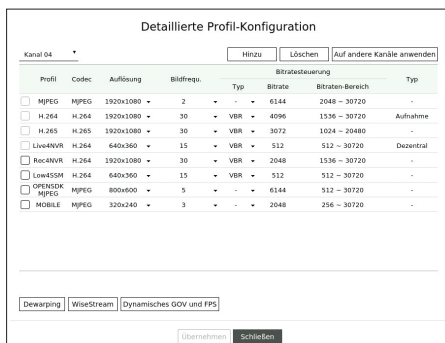 Detaillierte Profil-Konfiguration
Kanal 04
Hinzu Löschen Auf andere Kanäle anwenden
Profil Codec Auflösung Bildfrequ. Bitratesteuerung Typ
Typ Bitrate Bitraten-Bereich
MJPEG MJPEG 1920x1080 2 - 6144 2048 ~ 30720 -
H.264 H.264 1920x1080 30 VBR 4096 1536 ~ 30720 Aufnahme
H.265 H.265 1920x1080 30 VBR 3072 1024 ~ 20480 -
Live4NVR H.264 640x360 15 VBR 512 512 ~ 30720 Dezentral
Rec4NVR H.264 1920x1080 30 VBR 2048 1536 ~ 30720 -
Low4SSM H.264 640x360 15 VBR 512 512 ~ 30720 -
OPENSDK MJPEG MJPEG 800x600 5 - 6144 512 ~ 30720 -
MOBILE MJPEG 320x240 3 - 2048 256 ~ 30720 -
Dewarping WiseStream Dynamisches GOV und FPS
Übernehmen Schließen